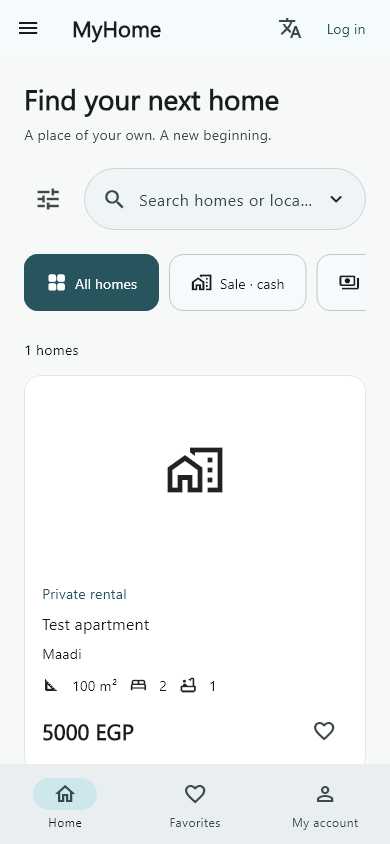 MyHome
Log in
Find your next home
A place of your own. A new beginning.
Search homes or loca...
All homes
Sale · cash
1 homes
Private rental
Test apartment
Maadi
100 m² 2 1
5000 EGP
Home Favorites My account